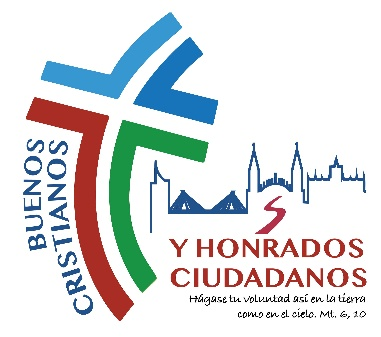 BUENOS
CRISTIANOS
Y HONRADOS
CIUDADANOS
Hágase tu voluntad así en la tierra
como en el cielo. Mt. 6, 10